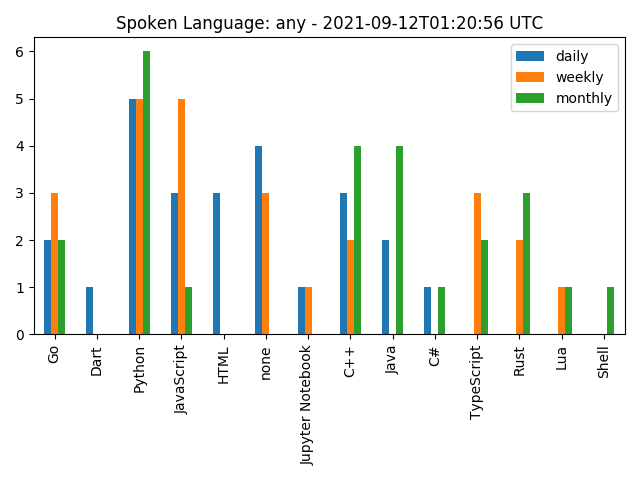 Spoken Language: any - 2021-09-12T01:20:56 UTC
daily
weekly
monthly
6
5
4
3
2
1
0
Go
Dart
Python
JavaScript
HTML
none
Jupyter Notebook
C++
Java
C#
TypeScript
Rust
Lua
Shell